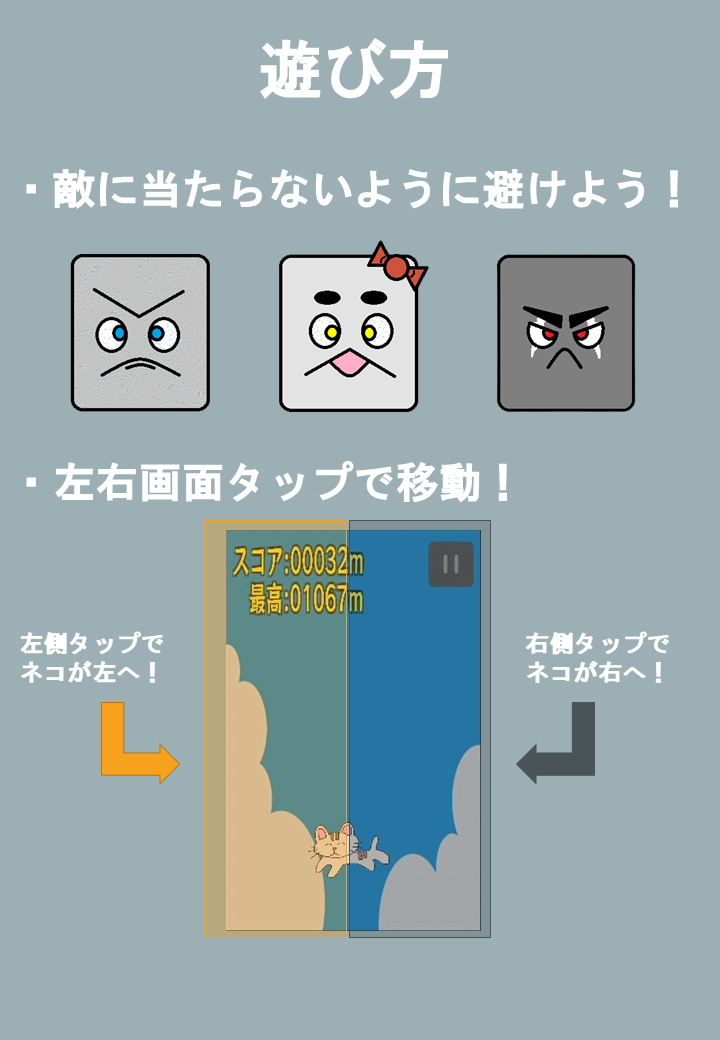 遊び方
・敵に当たらないように避けよう！
・左右画面タップで移動！
スコア:00032m
最高:01067m
左側タップで
ネコが左へ！
右側タップで
ネコが右へ！